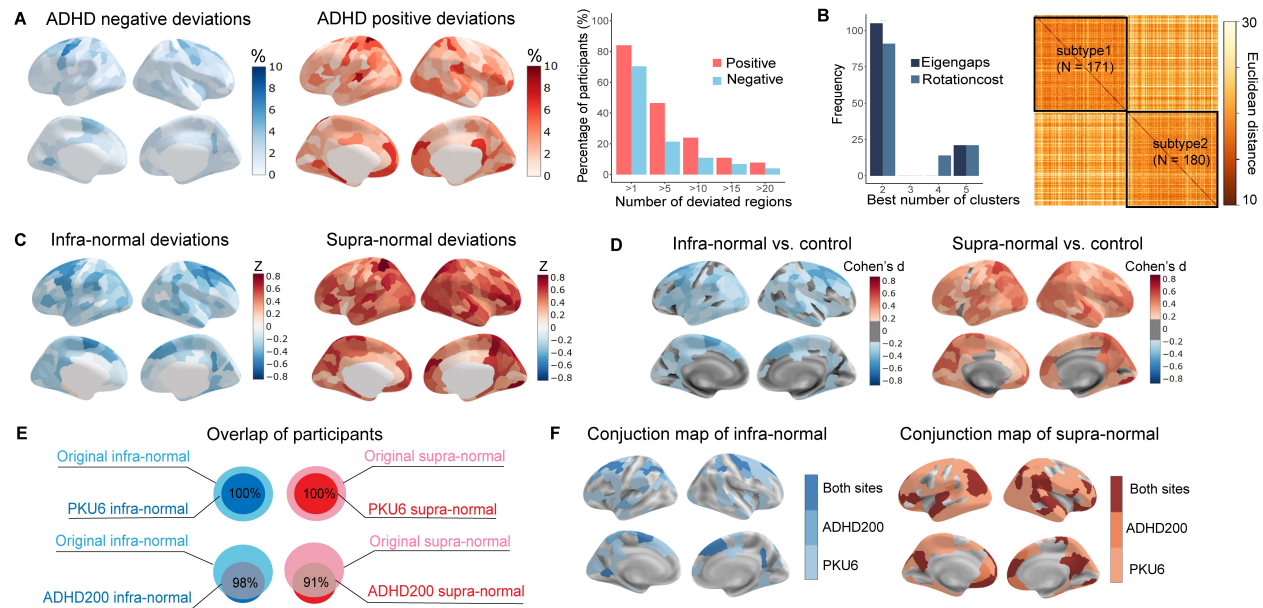 A
ADHD negative deviations
%
10
8
6
4
2
0
ADHD positive deviations
%
10
8
6
4
2
0
Percentage of participants (%)
100
80
60
40
20
0
Positive
Negative
>1 >5 >10 >15 >20
Number of deviated regions
B
Frequency
100
75
50
25
0
Eigengaps
Rotationcost
2 3 4 5
Best number of clusters
subtype1
(N = 171)
subtype2
(N = 180)
30
Euclidean distance
10
C
Infra-normal deviations
Z
0.8
0.6
0.4
0.2
0
−0.2
−0.4
−0.6
−0.8
Supra-normal deviations
Z
0.8
0.6
0.4
0.2
0
−0.2
−0.4
−0.6
−0.8
D
Infra-normal vs. control
Cohen's d
0.8
0.6
0.4
0.2
0
−0.2
−0.4
−0.6
−0.8
Supra-normal vs. control
Cohen's d
0.8
0.6
0.4
0.2
0
−0.2
−0.4
−0.6
−0.8
E
Overlap of participants
Original infra-normal
100%
PKU6 infra-normal
Original supra-normal
100%
PKU6 supra-normal
Original infra-normal
98%
ADHD200 infra-normal
Original supra-normal
91%
ADHD200 supra-normal
F
Conjuction map of infra-normal
Both sites
ADHD200
PKU6
Conjunction map of supra-normal
Both sites
ADHD200
PKU6